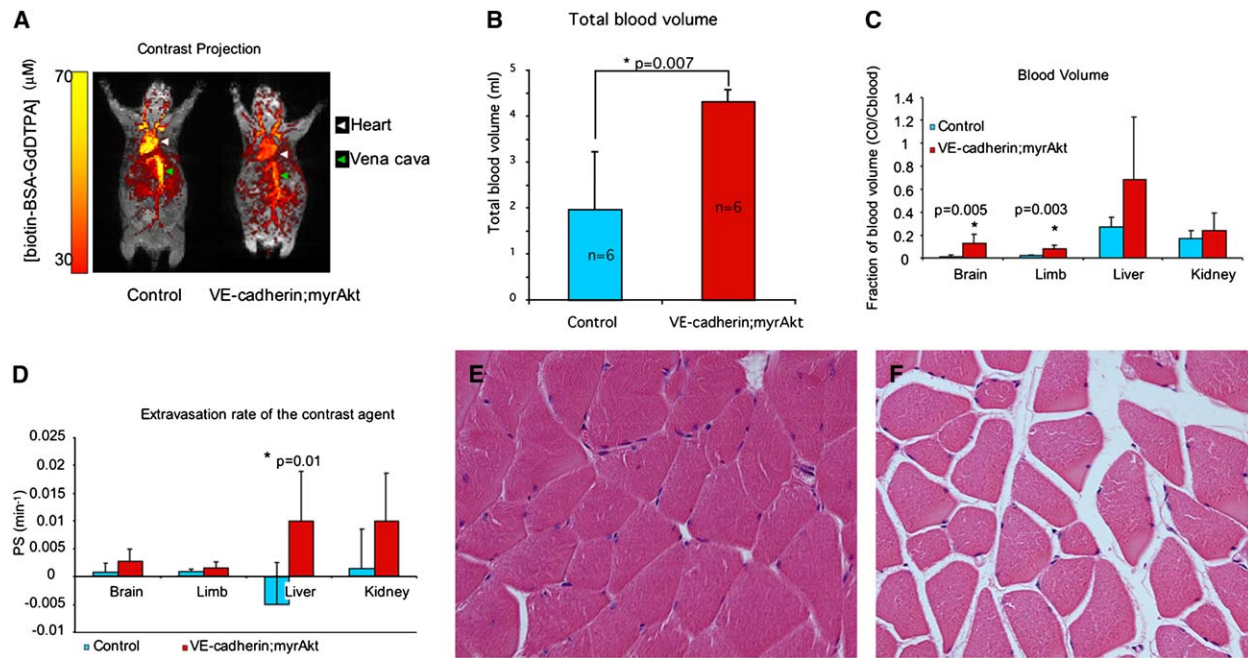 A
Contrast Projection
[biotin-BSA-GdDTPA] (μM)
70
30
Heart
Vena cava
Control
VE-cadherin;myrAkt
B
Total blood volume
* p=0.007
Total blood volume (ml)
5
4
3
2
1
0
n=6
n=6
Control
VE-cadherin;myrAkt
C
Blood Volume
Fraction of blood volume (C0/Cblood)
1.4
1.2
1
0.8
0.6
0.4
0.2
0
Control
VE-cadherin;myrAkt
p=0.005
*
p=0.003
*
Brain
Limb
Liver
Kidney
D
Extravasation rate of the contrast agent
PS (min-1)
0.025
0.02
0.015
0.01
0.005
0
-0.005
-0.01
* p=0.01
Brain
Limb
Liver
Kidney
Control
VE-cadherin;myrAkt
E
F